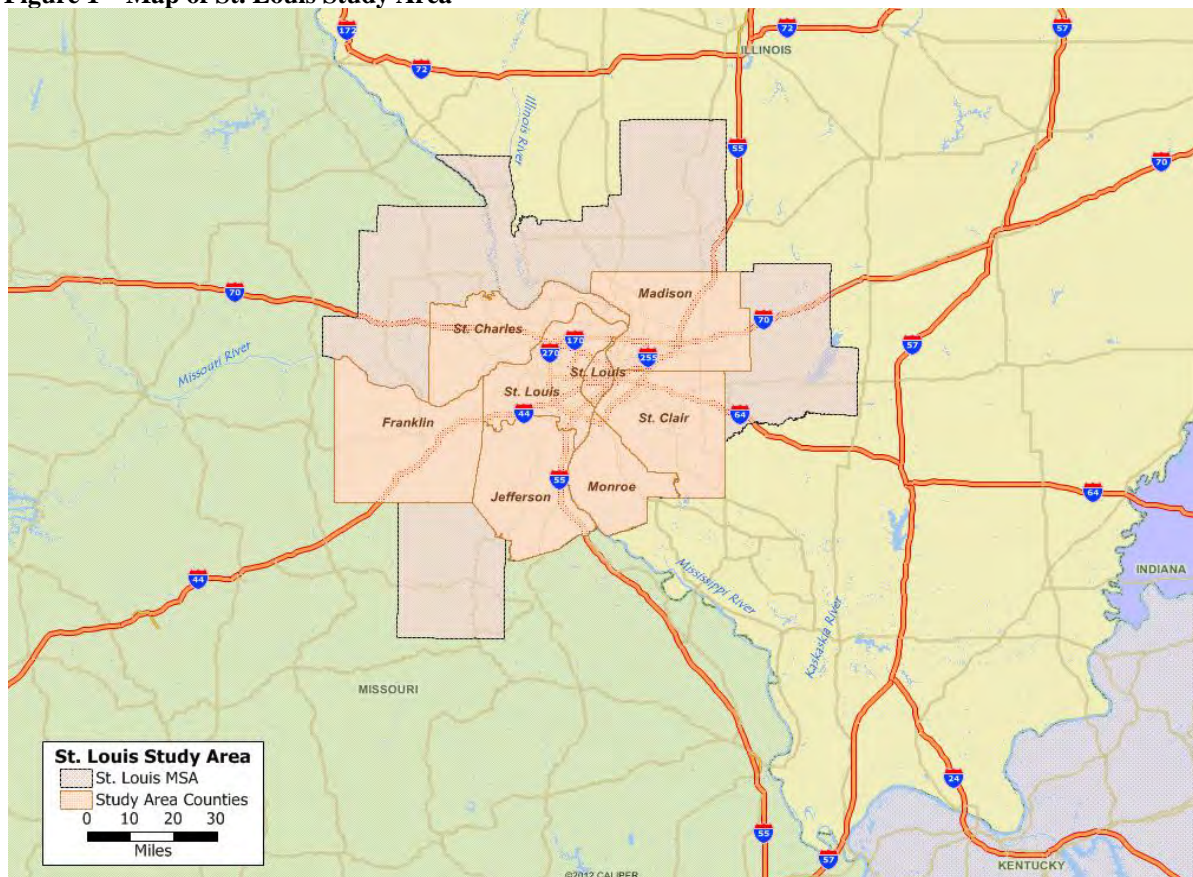 Figure 1 – Map of St. Louis Study Area
172
72
72
57
ILLINOIS
Illinois River
55
70
70
Madison
St. Charles
70
57
170
270
255
St. Louis
Missouri River
St. Louis
44
Franklin
St. Clair
64
55
Jefferson
Monroe
64
INDIANA
44
Mississippi River
Kaskaskia River
MISSOURI
St. Louis Study Area
St. Louis MSA
Study Area Counties
0 10 20 30
Miles
24
55
57
KENTUCKY
©2012 CALIPER